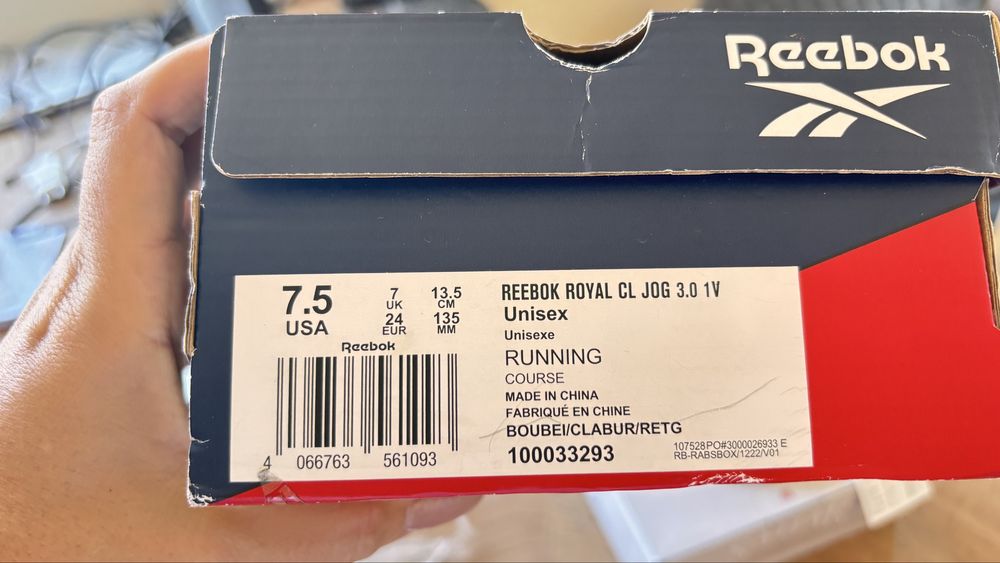 Reebok
7.5
USA
7
UK
24
EUR
13.5
CM
135
MM
Reebok
4 066763 561093
REEBOK ROYAL CL JOG 3.0 1V
Unisex
Unisexe
RUNNING
COURSE
MADE IN CHINA
FABRIQUÉ EN CHINE
BOUBEI/CLABUR/RETG
100033293
107528PO#3000026933 E
RB-RABSBOX/1222/V01